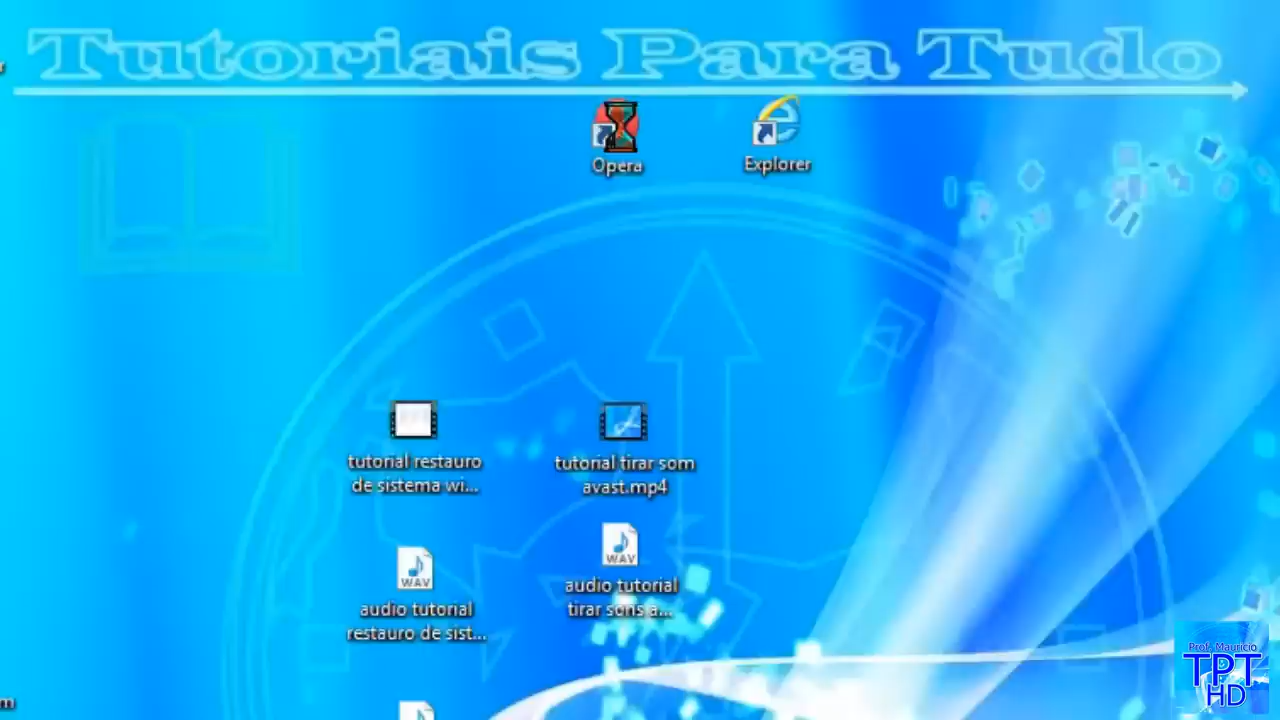 Tutoriais Para Tudo
Opera
Explorer
tutorial restauro
de sistema wi...
tutorial tirar som
avast.mp4
WAV
audio tutorial
restauro de sist...
WAV
audio tutorial
tirar sons a...
Prof. Mauricio
TPT
HD